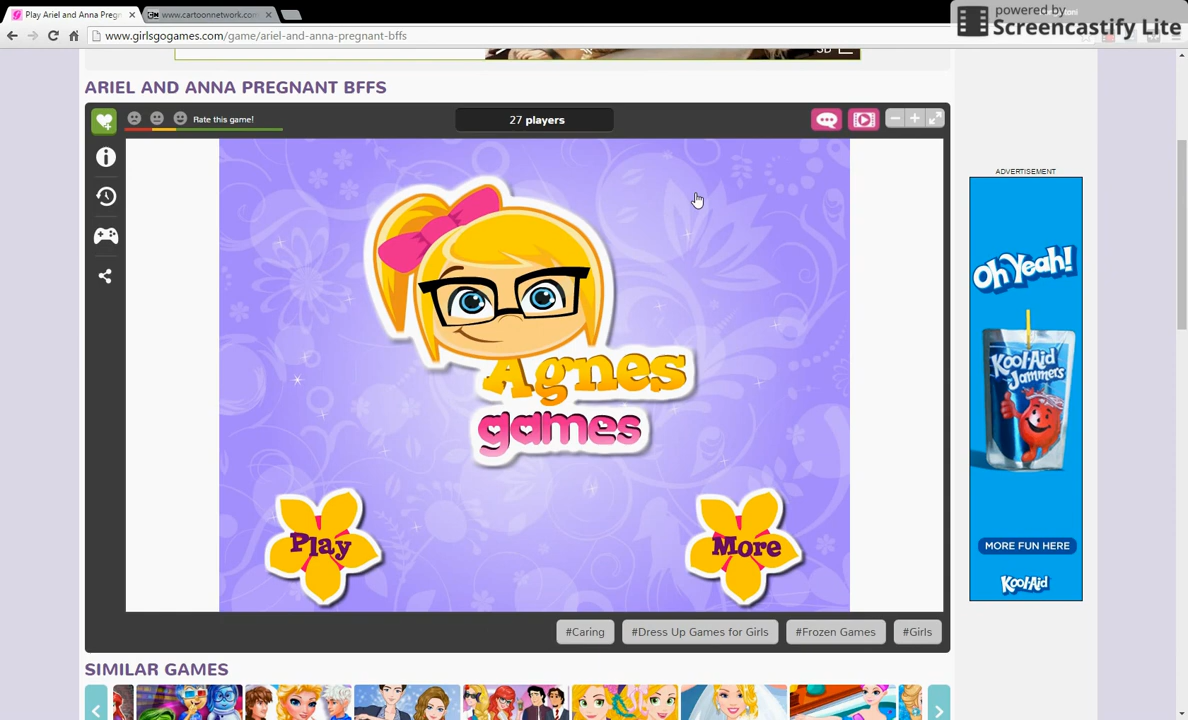 Play Ariel and Anna Pregn
www.cartoonnetwork.com
powered by
Screencastify Lite
www.girlsgogames.com/game/ariel-and-anna-pregnant-bffs
ARIEL AND ANNA PREGNANT BFFS
Rate this game!
27 players
ADVERTISEMENT
Oh Yeah!
Kool-Aid
Jammers
Agnes
games
Play
More
MORE FUN HERE
Kool-Aid
#Caring
#Dress Up Games for Girls
#Frozen Games
#Girls
SIMILAR GAMES